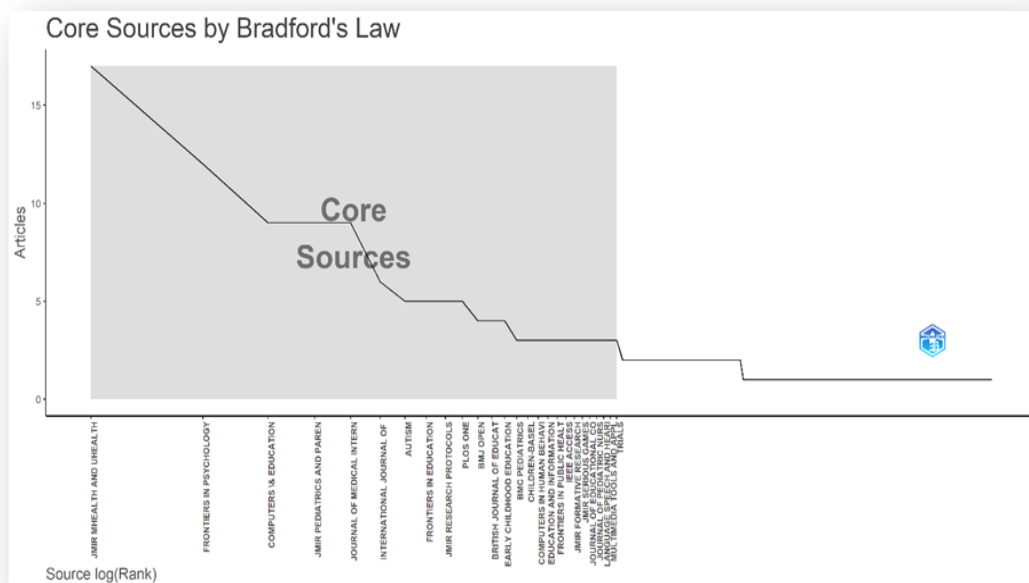 Core Sources by Bradford's Law
Articles
15
10
5
0
Core
Sources
JMIR MHEALTH AND UHEALTH
FRONTIERS IN PSYCHOLOGY
COMPUTERS \& EDUCATION
JMIR PEDIATRICS AND PAREN
JOURNAL OF MEDICAL INTERN
INTERNATIONAL JOURNAL OF
AUTISM
FRONTIERS IN EDUCATION
JMIR RESEARCH PROTOCOLS
PLOS ONE
BMJ OPEN
BRITISH JOURNAL OF EDUCAT
EARLY CHILDHOOD EDUCATION
BMC PEDIATRICS
CHILDREN-BASEL
COMPUTERS IN HUMAN BEHAVI
EDUCATION AND INFORMATION
FRONTIERS IN PUBLIC HEALT
IEEE ACCESS
JMIR FORMATIVE RESEARCH
JMIR SERIOUS GAMES
JOURNAL OF EDUCATIONAL CO
JOURNAL OF PEDIATRIC NURS
LANGUAGE SPEECH AND HEARI
MULTIMEDIA TOOLS AND APPL
TRIALS
Source log(Rank)